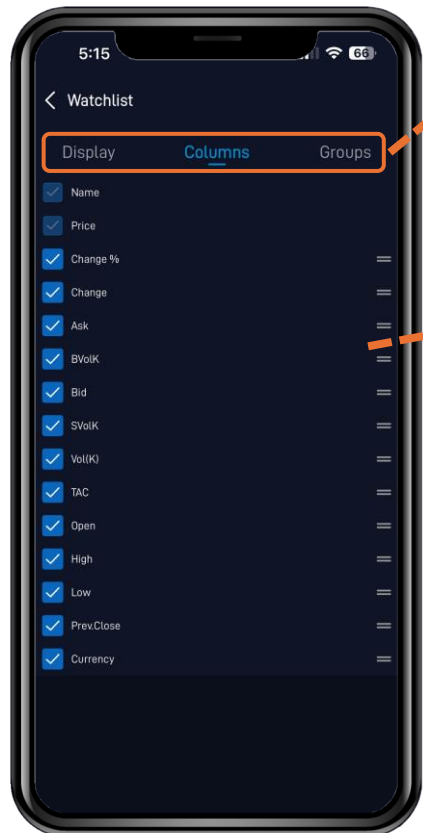 5:15
66
Watchlist
Display Columns Groups
Name
Price
Change %
Change
Ask
BVolK
Bid
SVolK
Vol(K)
TAC
Open
High
Low
Prev.Close
Currency